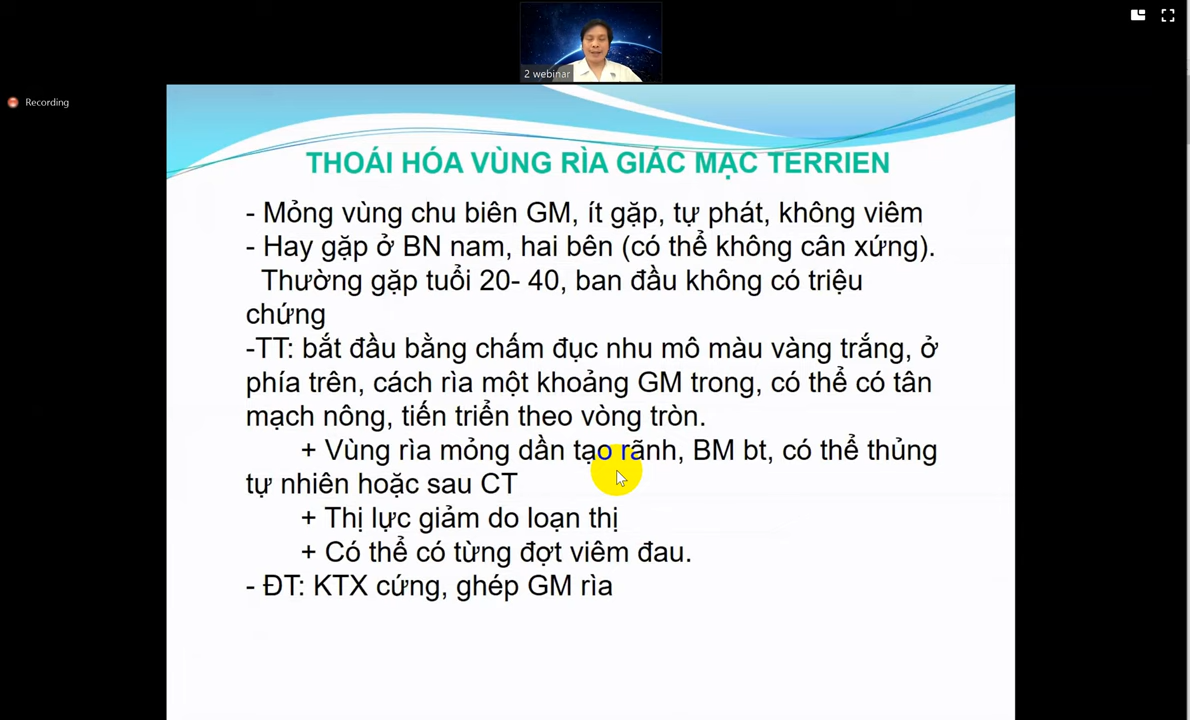 2 webinar
Recording
THOÁI HÓA VÙNG RÌA GIÁC MẠC TERRIEN
- Mỏng vùng chu biên GM, ít gặp, tự phát, không viêm
- Hay gặp ở BN nam, hai bên (có thể không cân xứng).
Thường gặp tuổi 20- 40, ban đầu không có triệu
chứng
-TT: bắt đầu bằng chấm đục nhu mô màu vàng trắng, ở
phía trên, cách rìa một khoảng GM trong, có thể có tân
mạch nông, tiến triển theo vòng tròn.
+ Vùng rìa mỏng dần tạo rãnh, BM bt, có thể thủng
tự nhiên hoặc sau CT
+ Thị lực giảm do loạn thị
+ Có thể có từng đợt viêm đau.
- ĐT: KTX cứng, ghép GM rìa